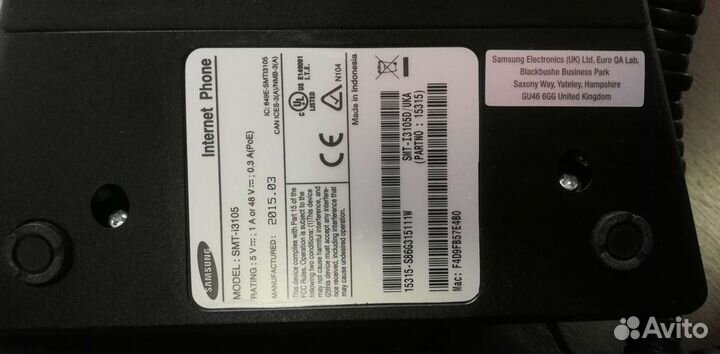 SAMSUNG
Internet Phone
MODEL : SMT-i3105
RATING : 5 V⎓; 1 A or 48 V⎓; 0.3 A(PoE)
MANUFACTURED : 2015.03
IC: 649E-SMTI3105
CAN ICES-3(A)/NMB-3(A)
This device complies with Part 15 of the
FCC Rules. Operation is subject to the
following two conditions: (1)This device
may not cause harmful interference, and
(2)this device must accept any interfer-
ence received, including interference
that may cause undesired operation.
C UL US
LISTED
E149091
I.T.E.
N104
CE
Made in Indonesia
15315-S86G315111W
SMT-I3105D/UKA
(PARTNO : 15315)
Mac: F4D9FB57E4B0
Samsung Electronics (UK) Ltd, Euro QA Lab.
Blackbushe Business Park
Saxony Way, Yateley, Hampshire
GU46 6GG United Kingdom
Avito